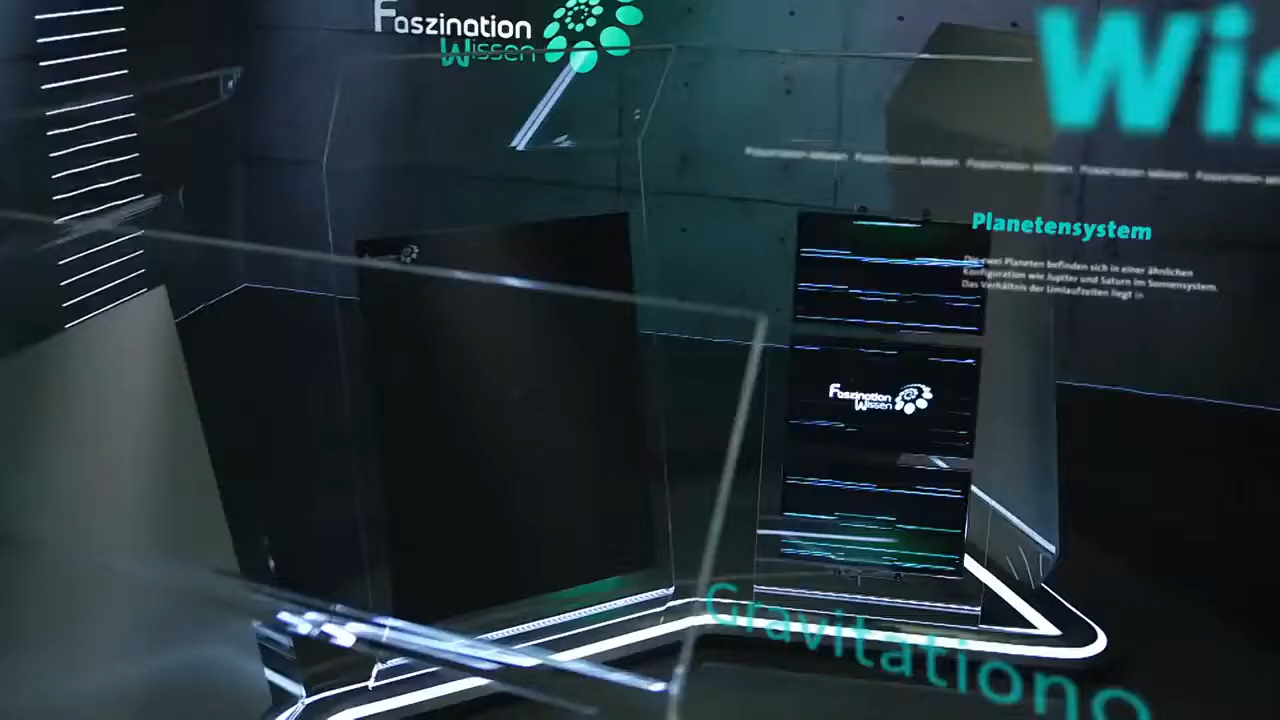 Faszination
Wissen
Wis
Planetensystem
Die zwei Planeten befinden sich in einer ähnlichen
Konfiguration wie Jupiter und Saturn im Sonnensystem.
Das Verhältnis der Umlaufzeiten liegt in
Faszination
Wissen
Gravitationo